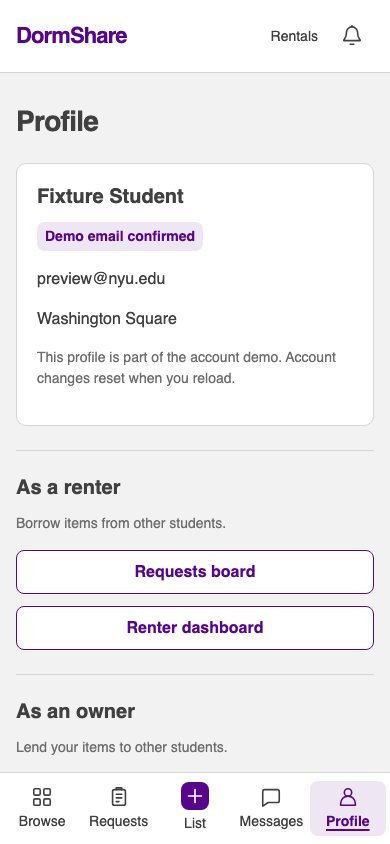 DormShare
Rentals
Profile
Fixture Student
Demo email confirmed
preview@nyu.edu
Washington Square
This profile is part of the account demo. Account
changes reset when you reload.
As a renter
Borrow items from other students.
Requests board
Renter dashboard
As an owner
Lend your items to other students.
Browse
Requests
List
Messages
Profile